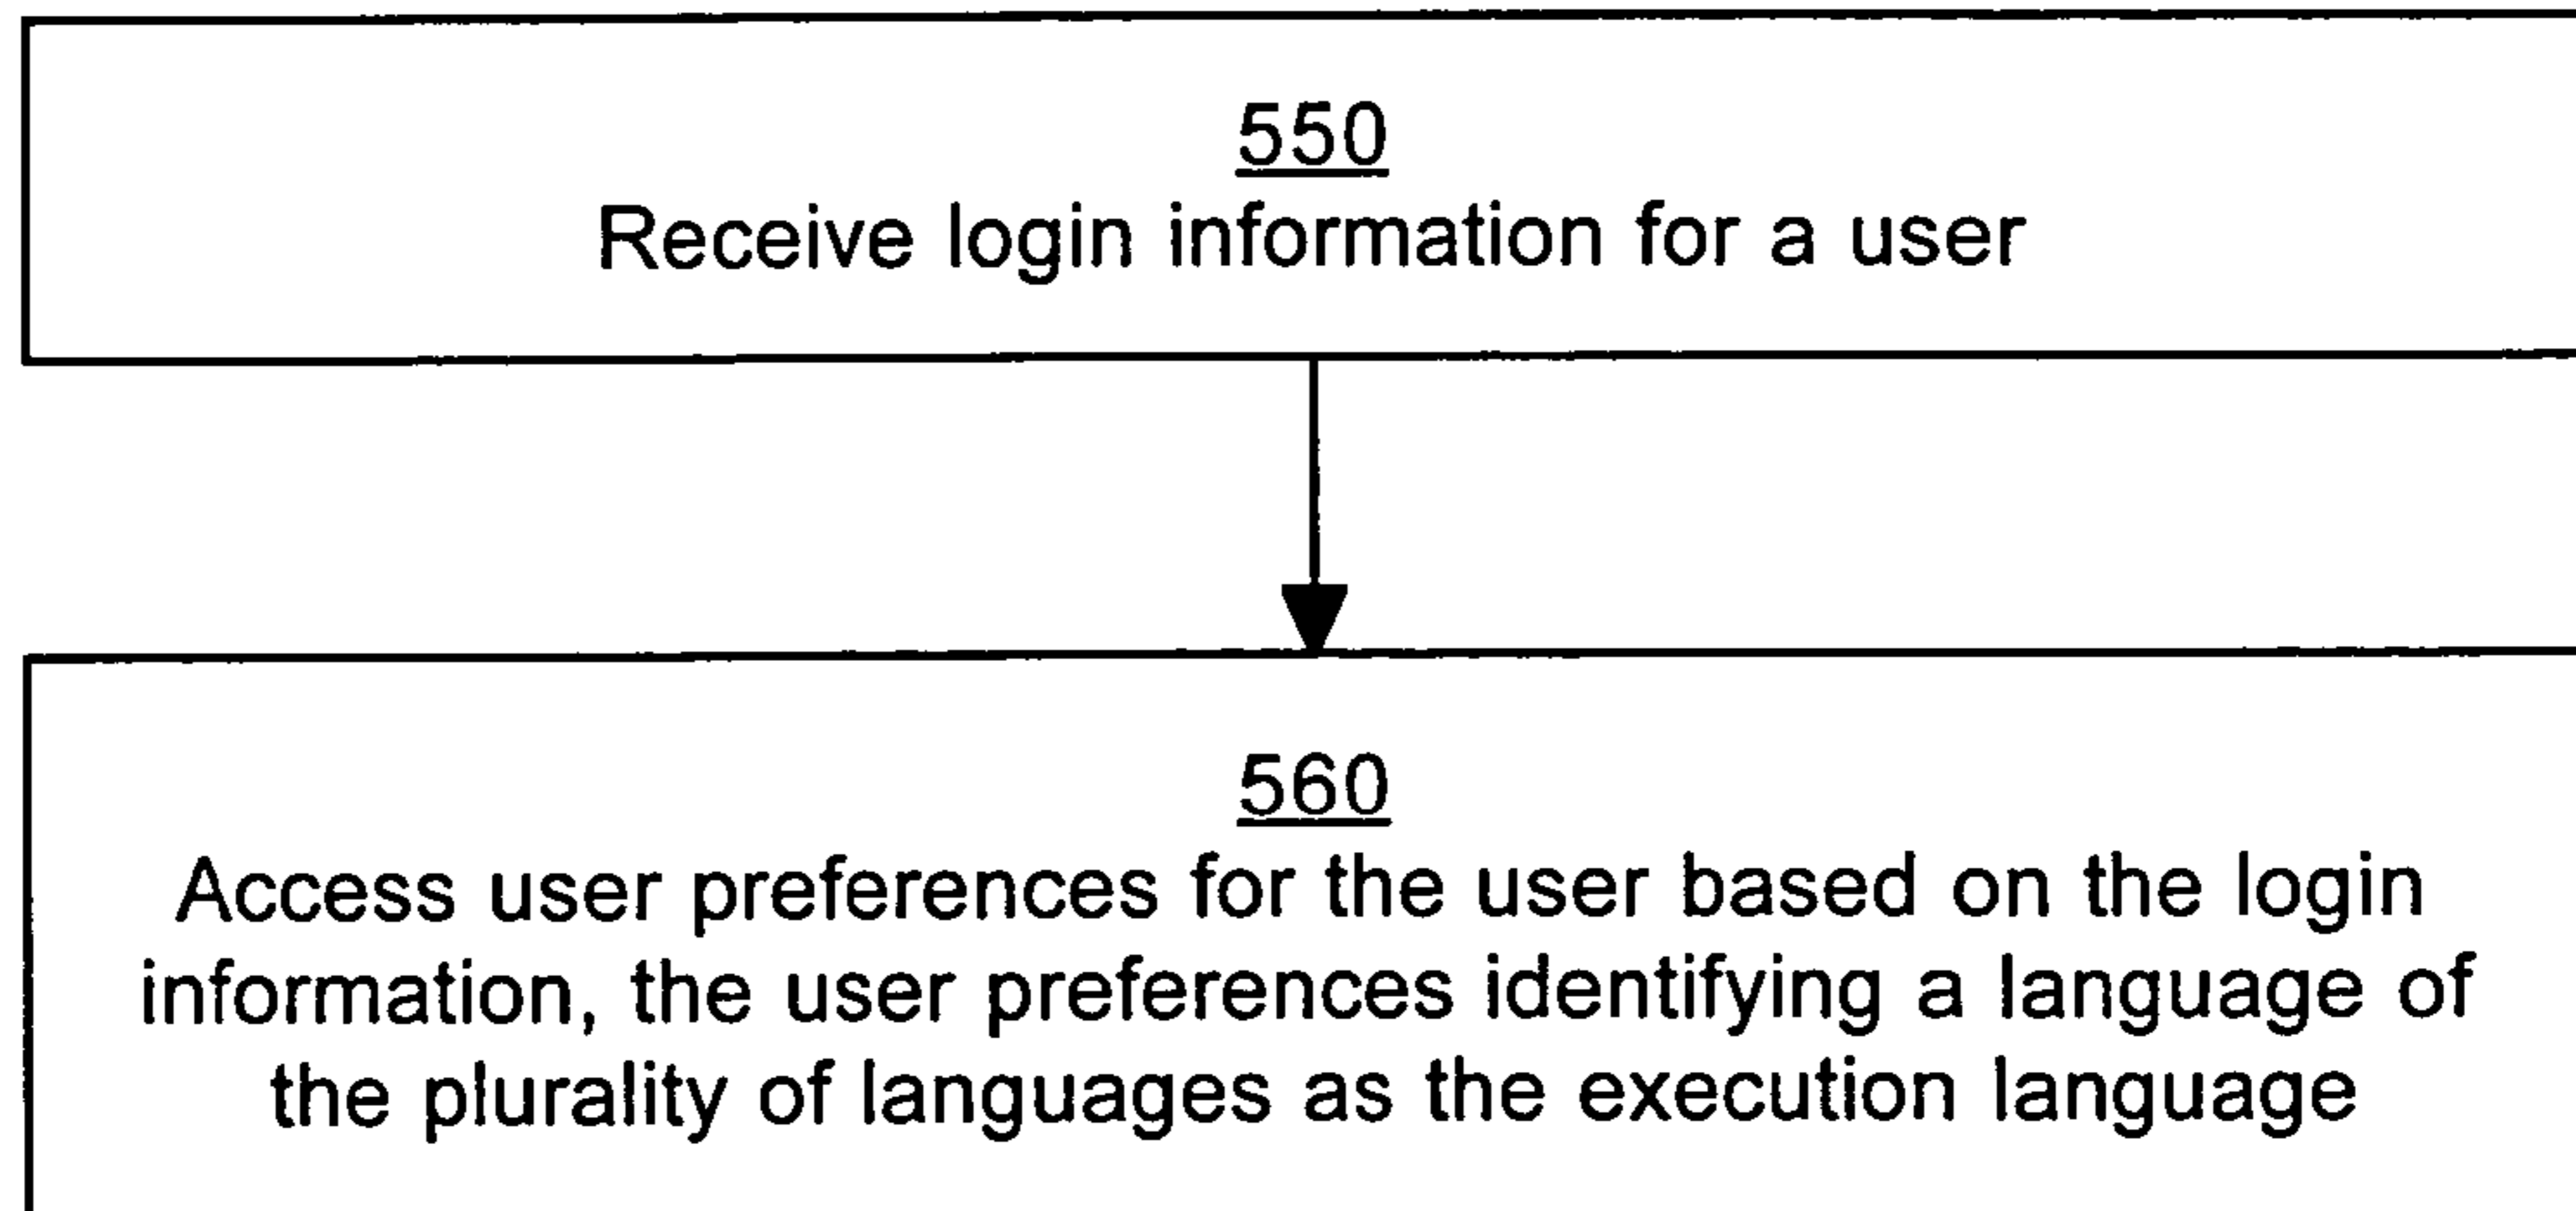 550
Receive login information for a user
560
Access user preferences for the user based on the login
information, the user preferences identifying a language of
the plurality of languages as the execution language